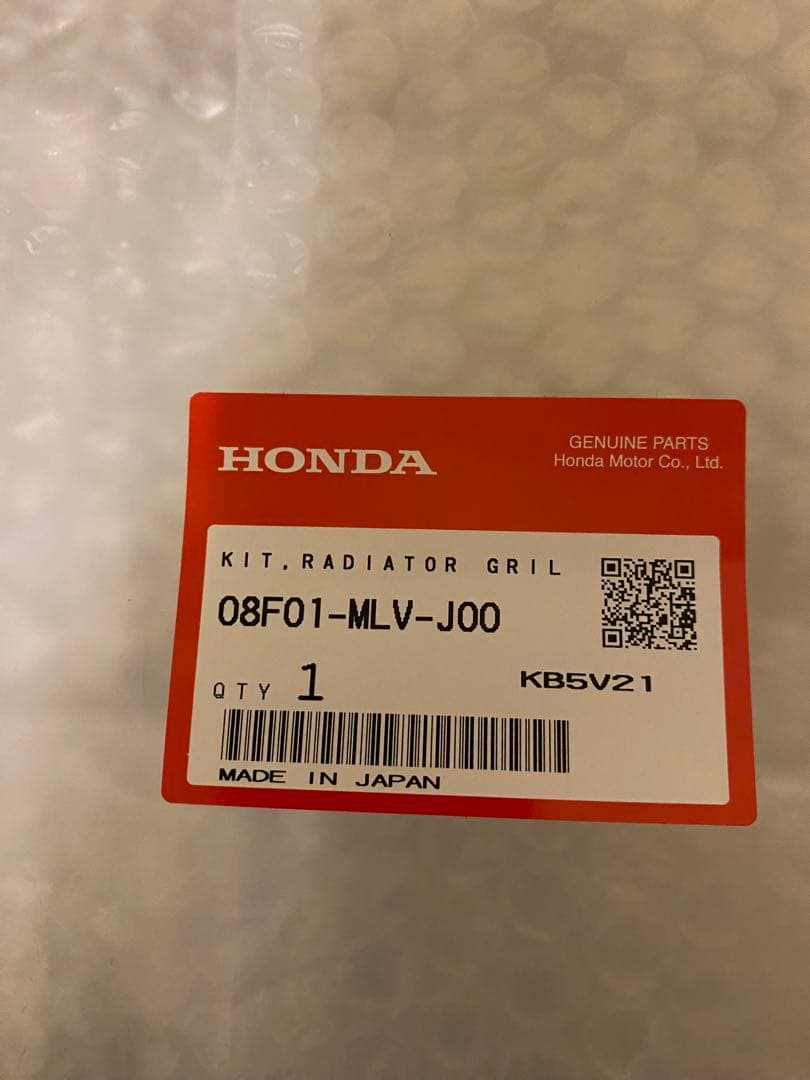 HONDA
GENUINE PARTS
Honda Motor Co., Ltd.
KIT,RADIATOR GRIL
08F01-MLV-J00
QTY 1
KB5V21
MADE IN JAPAN